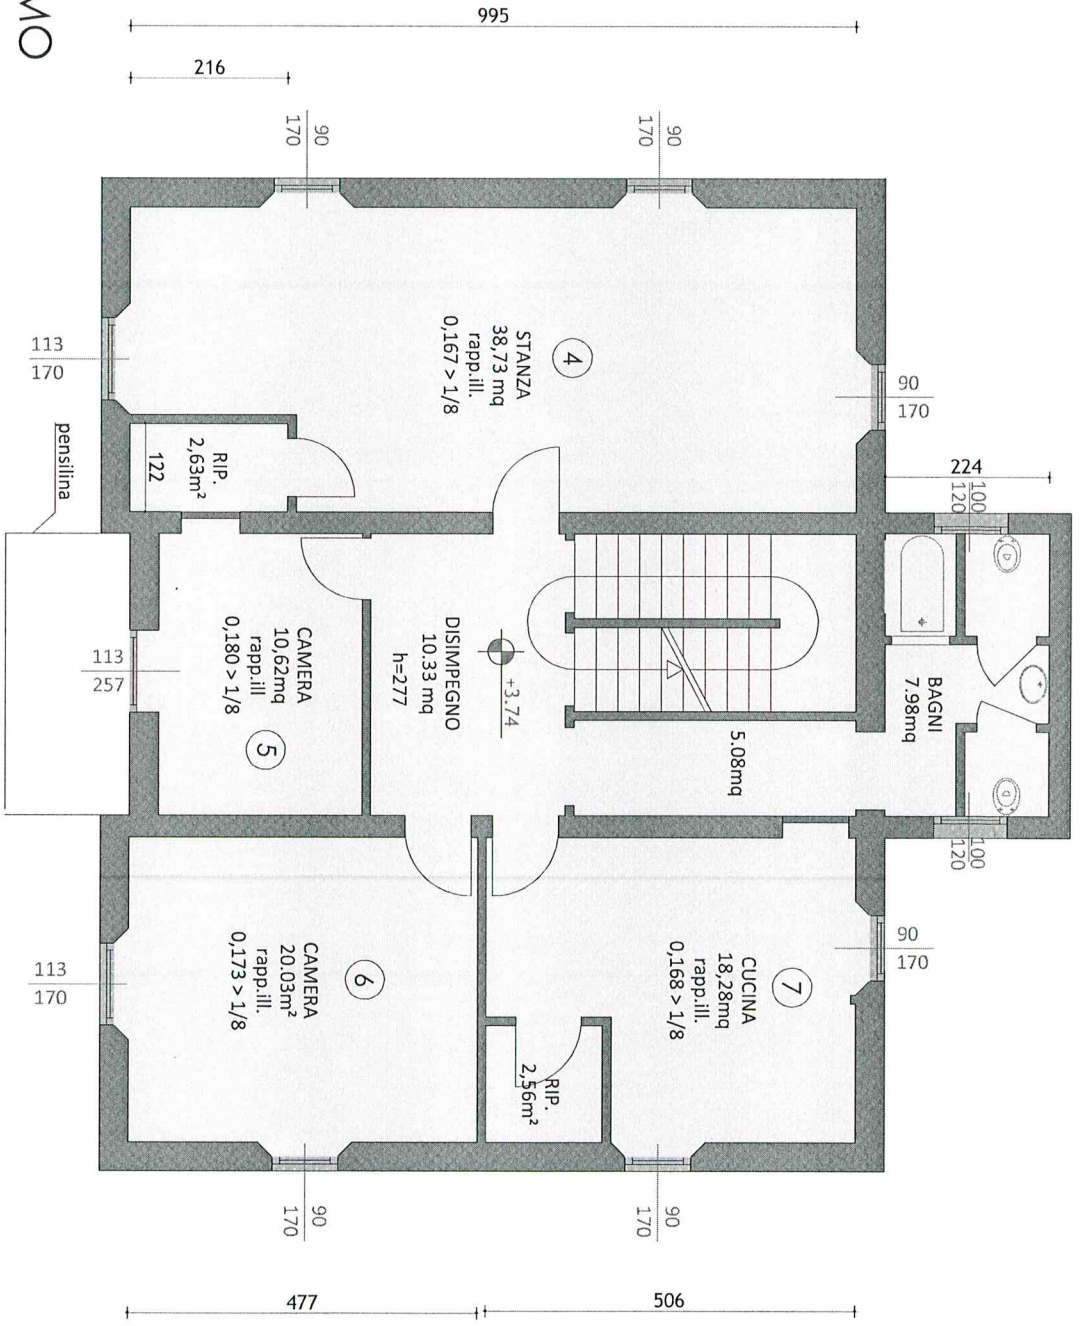 MO
995
216
90
170
90
170
4
STANZA
38,73 mq
rapp.ill.
0,167 > 1/8
113
170
90
170
pensilina
RIP.
2,63m²
122
224
100
120
CAMERA
10,62mq
rapp.ill
0,180 > 1/8
5
113
257
DISIMPEGNO
10.33 mq
h=277
+3.74
5.08mq
BAGNI
7.98mq
100
120
6
CAMERA
20.03m²
rapp.ill.
0,173 > 1/8
113
170
7
CUCINA
18,28mq
rapp.ill.
0,168 > 1/8
90
170
RIP.
2,56m²
90
170
90
170
477
506